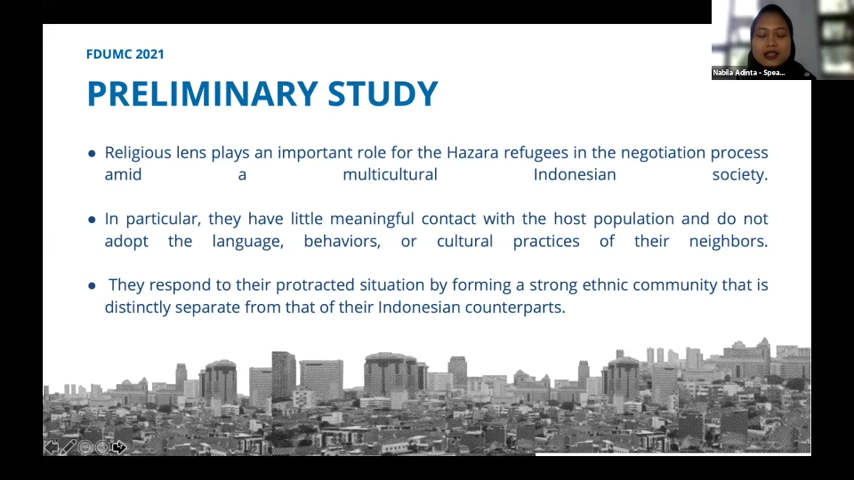 FDUMC 2021
PRELIMINARY STUDY
● Religious lens plays an important role for the Hazara refugees in the negotiation process
amid a multicultural Indonesian society.
● In particular, they have little meaningful contact with the host population and do not
adopt the language, behaviors, or cultural practices of their neighbors.
● They respond to their protracted situation by forming a strong ethnic community that is
distinctly separate from that of their Indonesian counterparts.
Nabila Adinta - Spea...